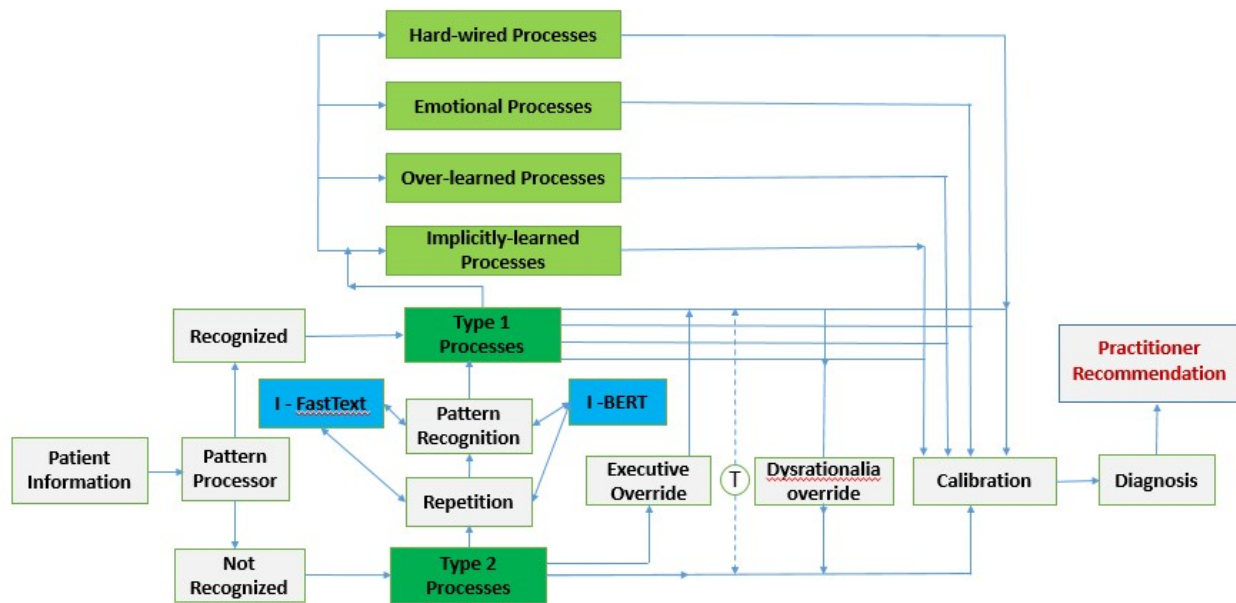 Hard-wired Processes
Emotional Processes
Over-learned Processes
Implicitly-learned
Processes
Recognized
Type 1
Processes
Practitioner
Recommendation
I - FastText
Pattern
Recognition
I -BERT
Patient
Information
Pattern
Processor
Repetition
Executive
Override
T
Dysrationalia
override
Calibration
Diagnosis
Not
Recognized
Type 2
Processes